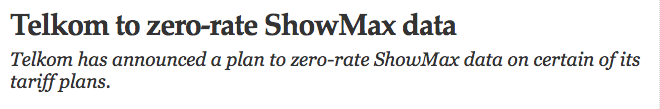 Telkom to zero-rate ShowMax data
Telkom has announced a plan to zero-rate ShowMax data on certain of its
tariff plans.